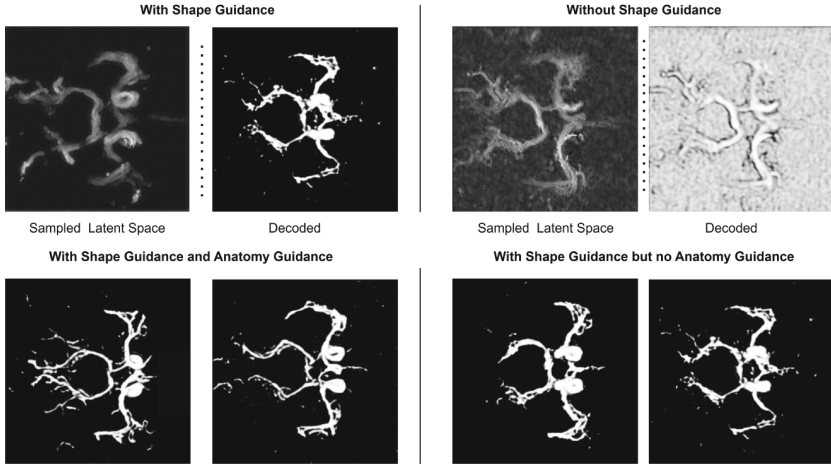 With Shape Guidance
Without Shape Guidance
Sampled Latent Space
Decoded
Sampled Latent Space
Decoded
With Shape Guidance and Anatomy Guidance
With Shape Guidance but no Anatomy Guidance